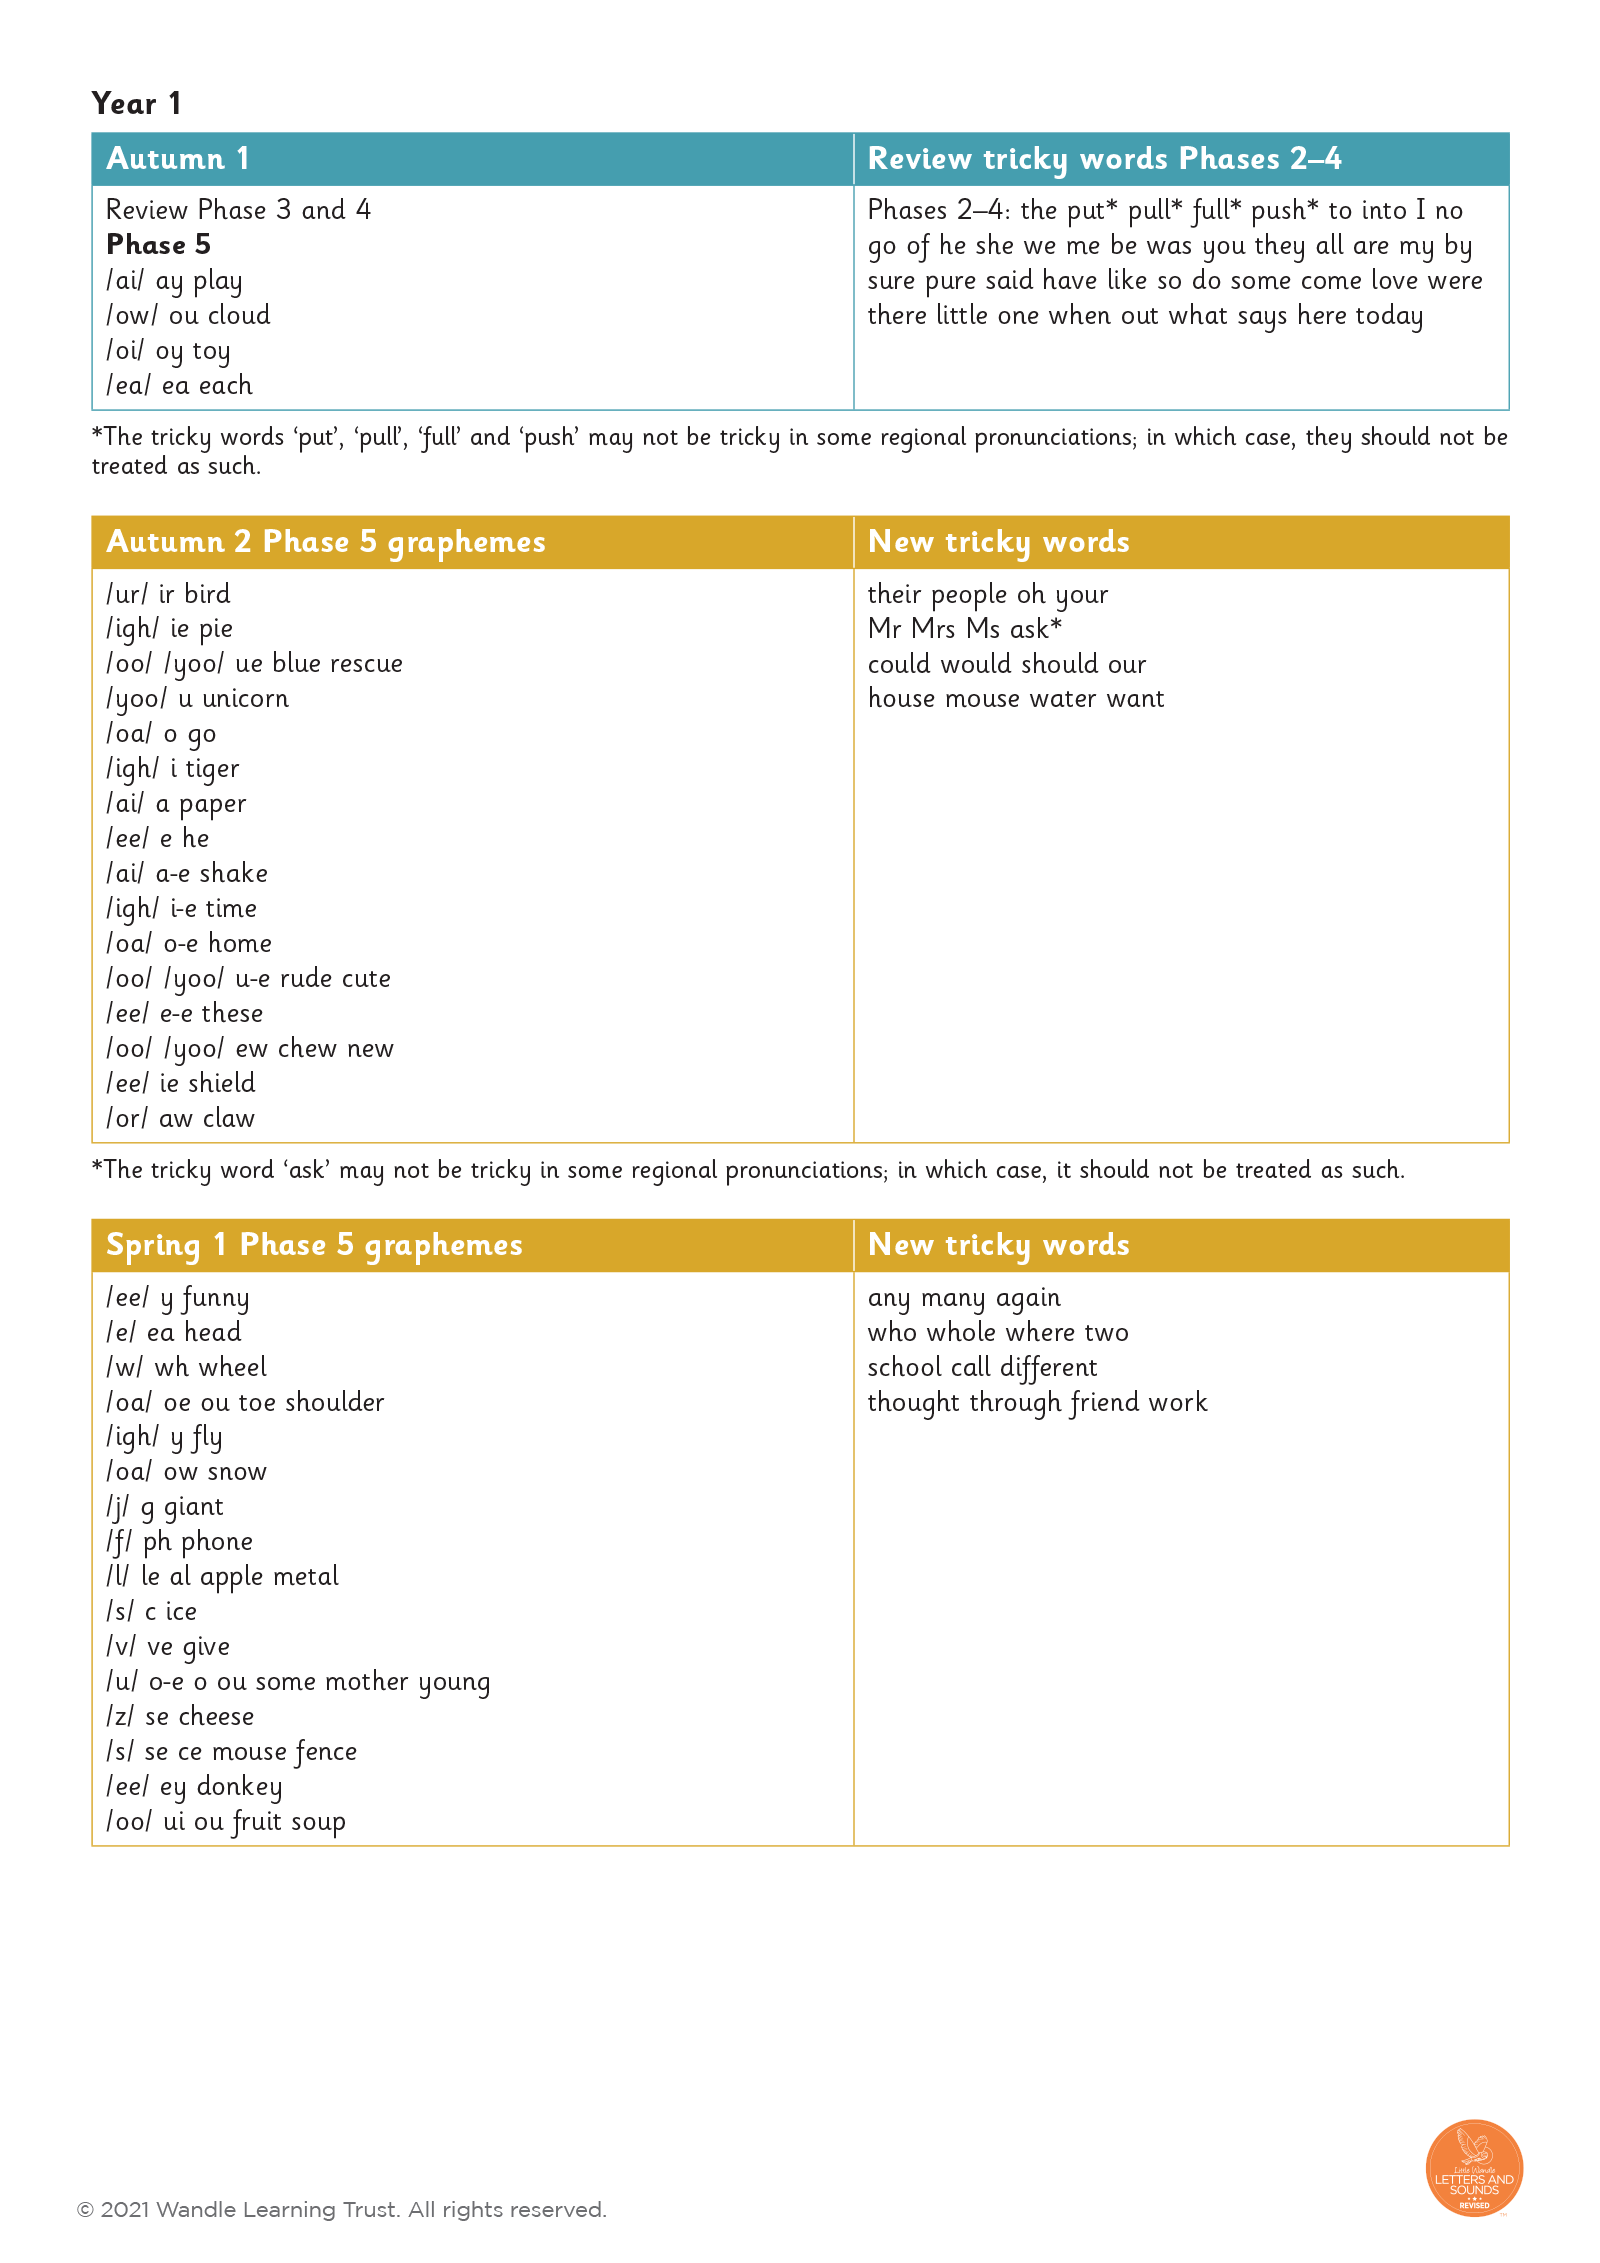 Year 1
Autumn 1
Review tricky words Phases 2–4
Review Phase 3 and 4
Phase 5
/ai/ ay play
/ow/ ou cloud
/oi/ oy toy
/ea/ ea each
Phases 2–4: the put* pull* full* push* to into I no
go of he she we me be was you they all are my by
sure pure said have like so do some come love were
there little one when out what says here today
*The tricky words ‘put’, ‘pull’, ‘full’ and ‘push’ may not be tricky in some regional pronunciations; in which case, they should not be
treated as such.
Autumn 2 Phase 5 graphemes
New tricky words
/ur/ ir bird
/igh/ ie pie
/oo/ /yoo/ ue blue rescue
/yoo/ u unicorn
/oa/ o go
/igh/ i tiger
/ai/ a paper
/ee/ e he
/ai/ a-e shake
/igh/ i-e time
/oa/ o-e home
/oo/ /yoo/ u-e rude cute
/ee/ e-e these
/oo/ /yoo/ ew chew new
/ee/ ie shield
/or/ aw claw
their people oh your
Mr Mrs Ms ask*
could would should our
house mouse water want
*The tricky word ‘ask’ may not be tricky in some regional pronunciations; in which case, it should not be treated as such.
Spring 1 Phase 5 graphemes
New tricky words
/ee/ y funny
/e/ ea head
/w/ wh wheel
/oa/ oe ou toe shoulder
/igh/ y fly
/oa/ ow snow
/j/ g giant
/f/ ph phone
/l/ le al apple metal
/s/ c ice
/v/ ve give
/u/ o-e o ou some mother young
/z/ se cheese
/s/ se ce mouse fence
/ee/ ey donkey
/oo/ ui ou fruit soup
any many again
who whole where two
school call different
thought through friend work
Little Wandle
LETTERS AND
SOUNDS
REVISED
TM
© 2021 Wandle Learning Trust. All rights reserved.